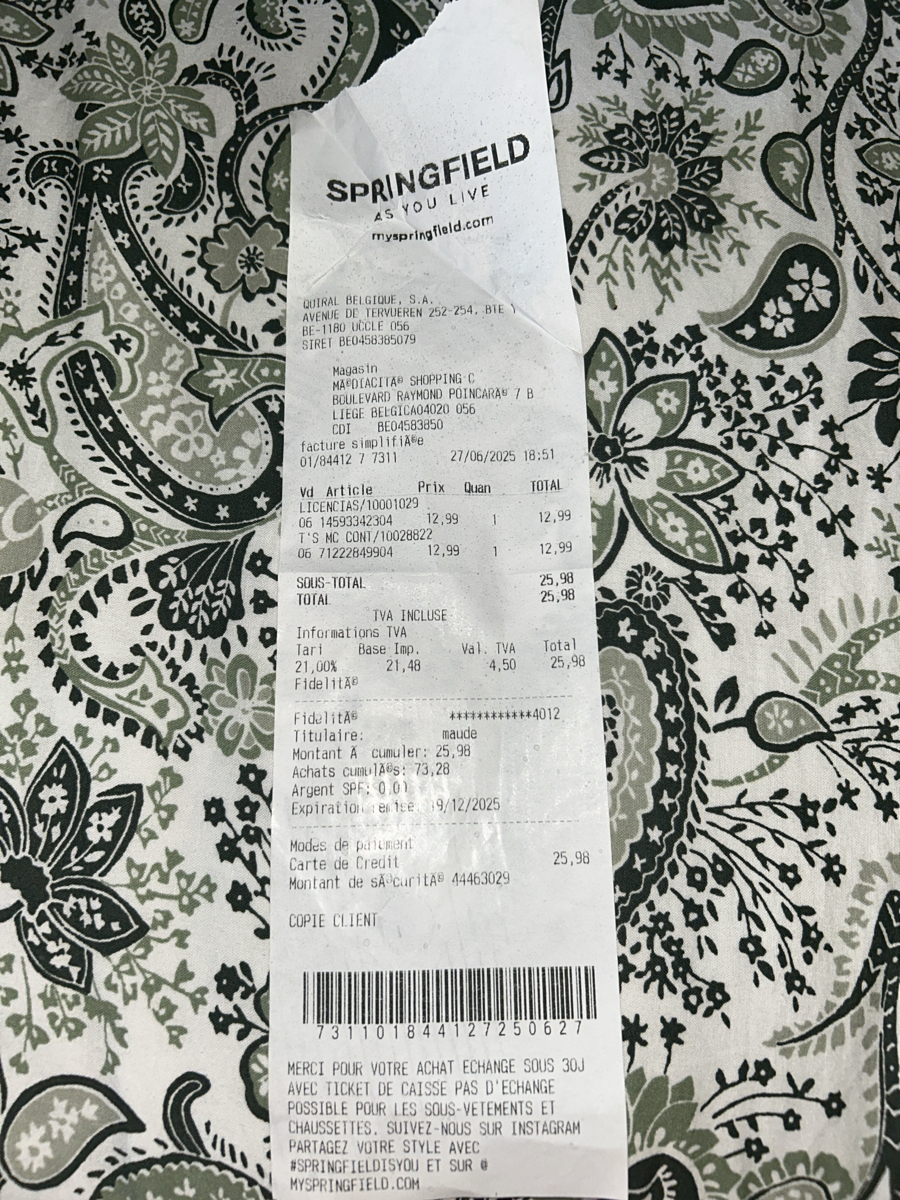 SPRINGFIELD
AS YOU LIVE
myspringfield.com
QUIRAL BELGIQUE, S.A.
AVENUE DE TERVUEREN 252-254, BTE
BE-1180 UCCLE 056
SIRET BE0458385079
Magasin
MÃ©DIACITÃ© SHOPPING C
BOULEVARD RAYMOND POINCARÃ© 7 B
LIEGE BELGICA04020 056
CDI BE04583850
facture simplifiÃ©e
01/84412 7 7311 27/06/2025 18:51
Vd Article Prix Quan TOTAL
LICENCIAS/10001029
06 14593342304 12,99 1 12,99
T'S MC CONT/10028822
06 71222849904 12,99 1 12,99
SOUS-TOTAL 25,98
TOTAL 25,98
TVA INCLUSE
Informations TVA
Tari Base Imp. Val. TVA Total
21,00% 21,48 4,50 25,98
FidelitÃ©
FidelitÃ© ************4012
Titulaire: maude
Montant Ã cumuler: 25,98
Achats cumulÃ©s: 73,28
Argent SPF: 0,01
Expiration remise: 19/12/2025
Modes de paiument
Carte de Credit 25,98
Montant de sÃ©curitÃ© 44463029
COPIE CLIENT
731101844127250627
MERCI POUR VOTRE ACHAT ECHANGE SOUS 30J
AVEC TICKET DE CAISSE PAS D'ECHANGE
POSSIBLE POUR LES SOUS-VETEMENTS ET
CHAUSSETTES. SUIVEZ-NOUS SUR INSTAGRAM
PARTAGEZ VOTRE STYLE AVEC
#SPRINGFIELDISYOU ET SUR @
MYSPRINGFIELD.COM